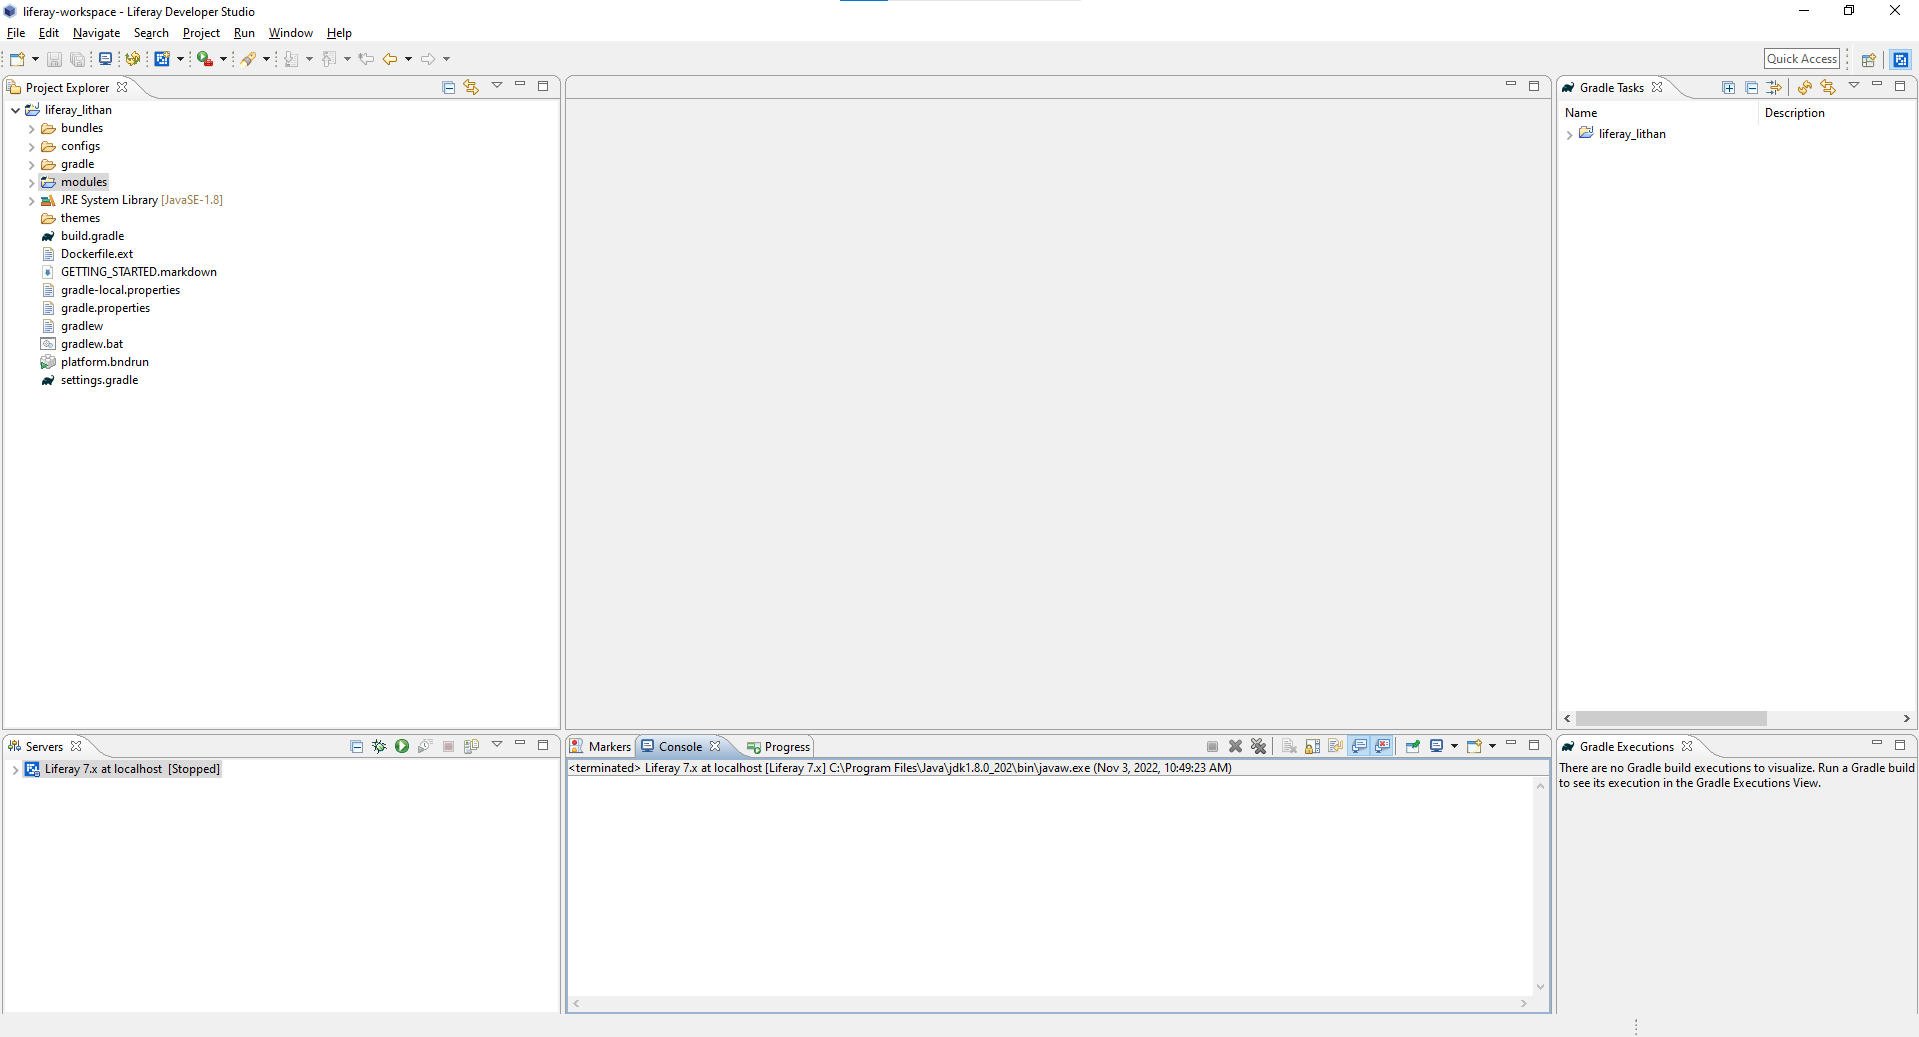 liferay-workspace - Liferay Developer Studio
File Edit Navigate Search Project Run Window Help
Quick Access
Project Explorer
liferay_lithan
bundles
configs
gradle
modules
JRE System Library [JavaSE-1.8]
themes
build.gradle
Dockerfile.ext
GETTING_STARTED.markdown
gradle-local.properties
gradle.properties
gradlew
gradlew.bat
platform.bndrun
settings.gradle
Gradle Tasks
Name Description
liferay_lithan
Servers
Liferay 7.x at localhost [Stopped]
Markers Console Progress
<terminated> Liferay 7.x at localhost [Liferay 7.x] C:\Program Files\Java\jdk1.8.0_202\bin\javaw.exe (Nov 3, 2022, 10:49:23 AM)
Gradle Executions
There are no Gradle build executions to visualize. Run a Gradle build
to see its execution in the Gradle Executions View.